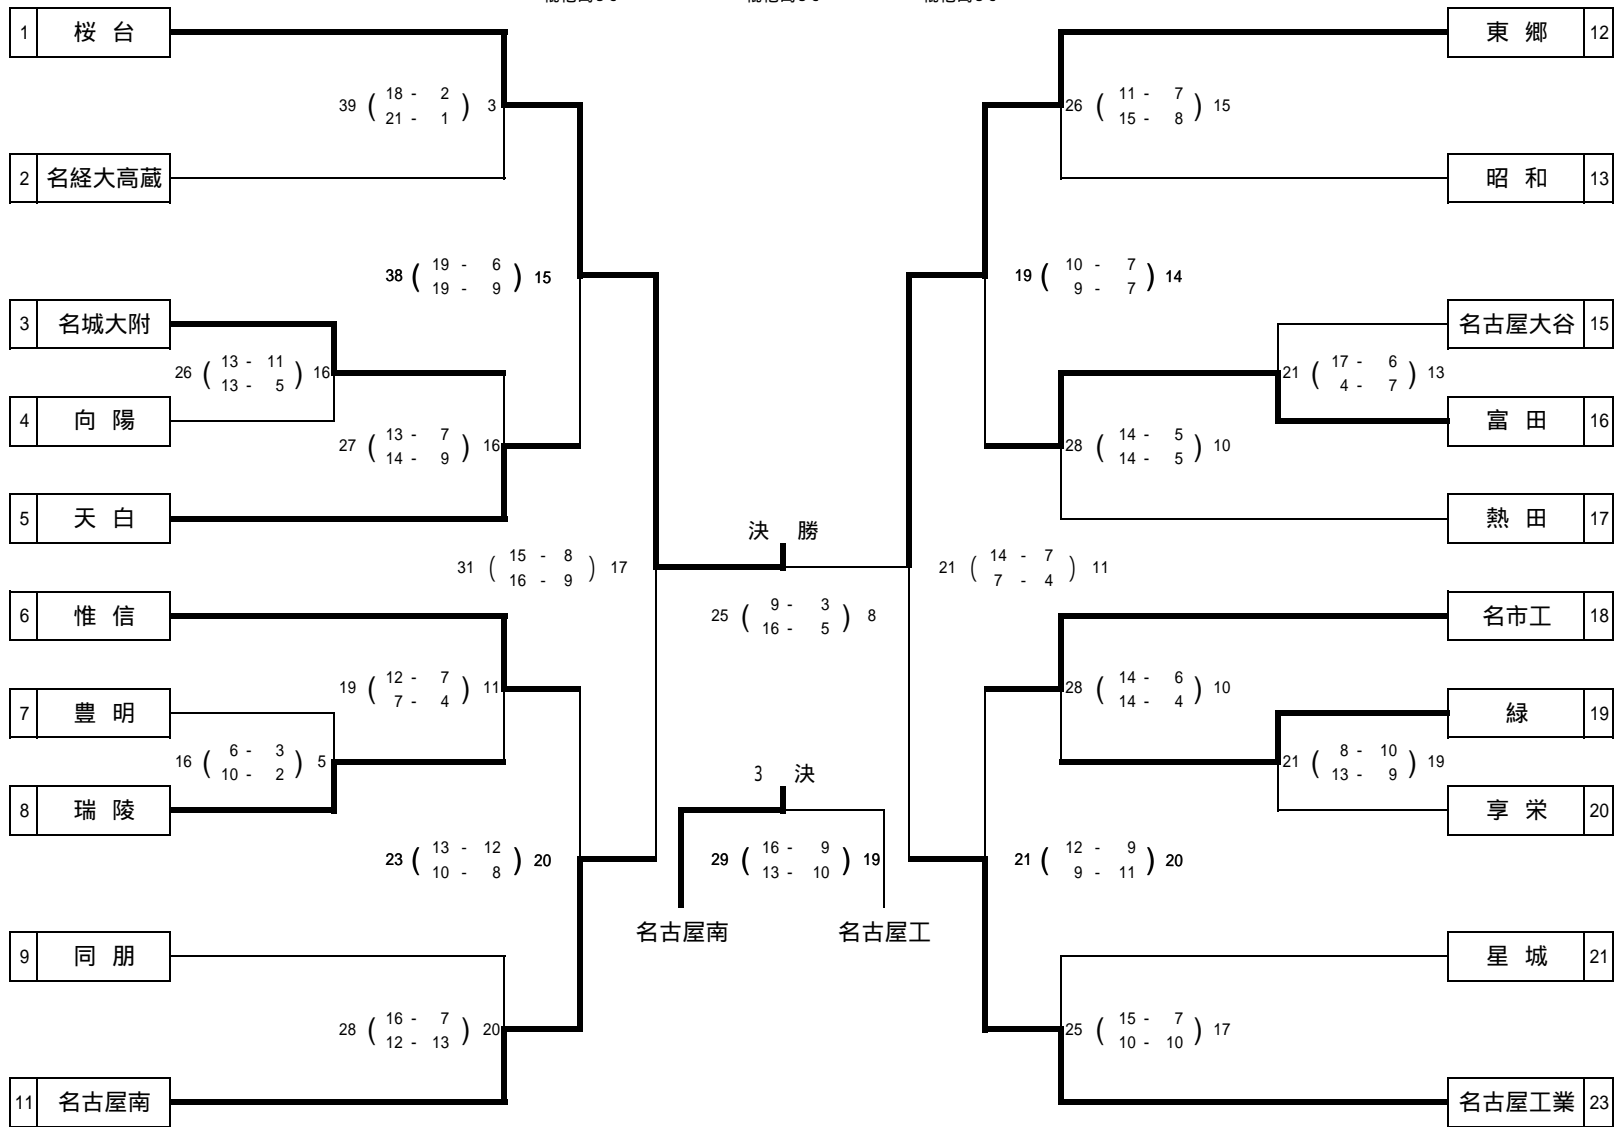 1 桜 台
39 ( 18 - 2 ) 3
21 - 1
2 名経大高蔵
38 ( 19 - 6 ) 15
19 - 9
3 名城大附
26 ( 13 - 11 ) 16
13 - 5
4 向 陽
27 ( 13 - 7 ) 16
14 - 9
5 天 白
31 ( 15 - 8 ) 17
16 - 9
6 惟 信
19 ( 12 - 7 ) 11
7 - 4
7 豊 明
16 ( 6 - 3 ) 5
10 - 2
8 瑞 陵
23 ( 13 - 12 ) 20
10 - 8
9 同 朋
28 ( 16 - 7 ) 20
12 - 13
11 名古屋南
決 勝
25 ( 9 - 3 ) 8
16 - 5
3 決
29 ( 16 - 9 ) 19
13 - 10
名古屋南 名古屋工
東 郷 12
26 ( 11 - 7 ) 15
15 - 8
昭 和 13
19 ( 10 - 7 ) 14
9 - 7
名古屋大谷 15
21 ( 17 - 6 ) 13
4 - 7
富 田 16
28 ( 14 - 5 ) 10
14 - 5
熱 田 17
21 ( 14 - 7 ) 11
7 - 4
名市工 18
28 ( 14 - 6 ) 10
14 - 4
緑 19
21 ( 8 - 10 ) 19
13 - 9
享 栄 20
21 ( 12 - 9 ) 20
9 - 11
星 城 21
25 ( 15 - 7 ) 17
10 - 10
名古屋工業 23